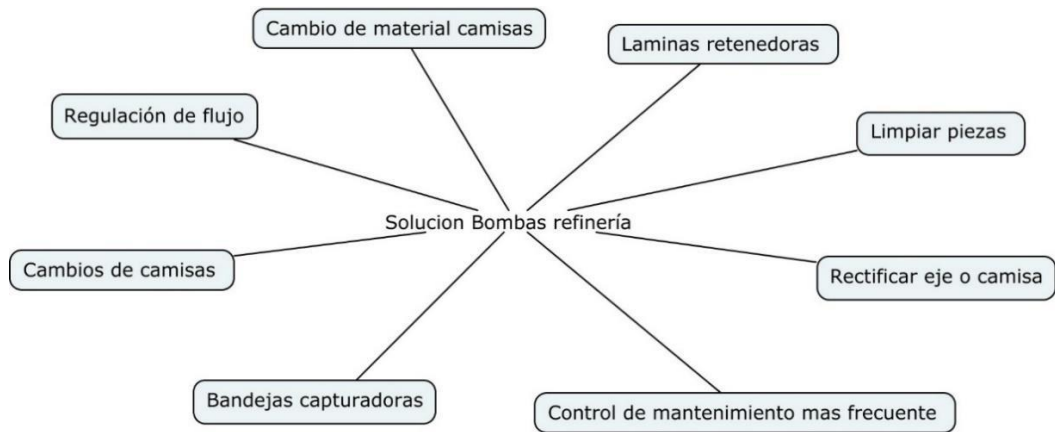 Cambio de material camisas
Laminas retenedoras
Regulación de flujo
Limpiar piezas
Solucion Bombas refinería
Cambios de camisas
Rectificar eje o camisa
Bandejas capturadoras
Control de mantenimiento mas frecuente